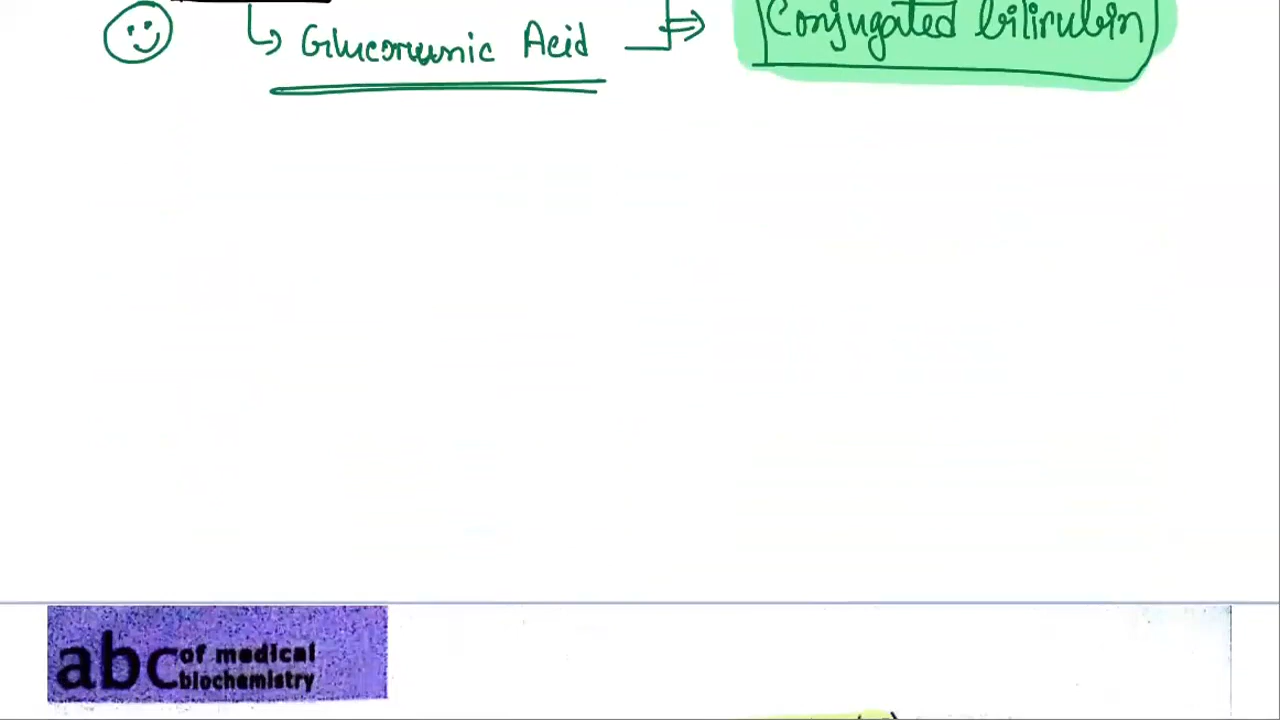 Glucoronic Acid
Conjugated bilirubin
abc of medical
biochemistry